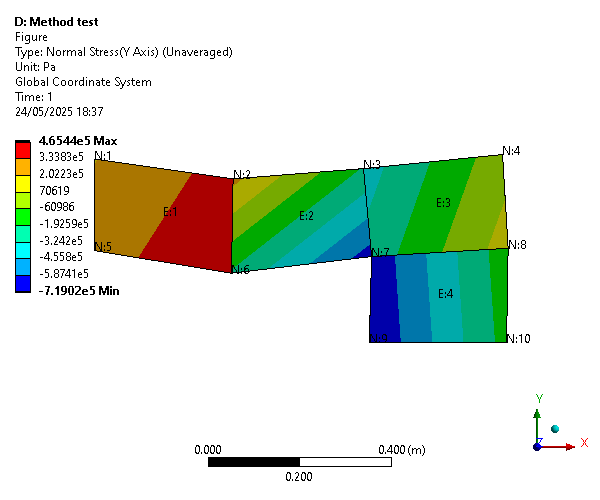 D: Method test
Figure
Type: Normal Stress(Y Axis) (Unaveraged)
Unit: Pa
Global Coordinate System
Time: 1
24/05/2025 18:37
4.6544e5 Max
3.3383e5
2.0223e5
70619
-60986
-1.9259e5
-3.242e5
-4.558e5
-5.8741e5
-7.1902e5 Min
N:1
N:2
N:3
N:4
E:1
E:2
E:3
N:5
N:6
N:7
N:8
E:4
N:9
N:10
0.000
0.400 (m)
0.200
Y
Z
X